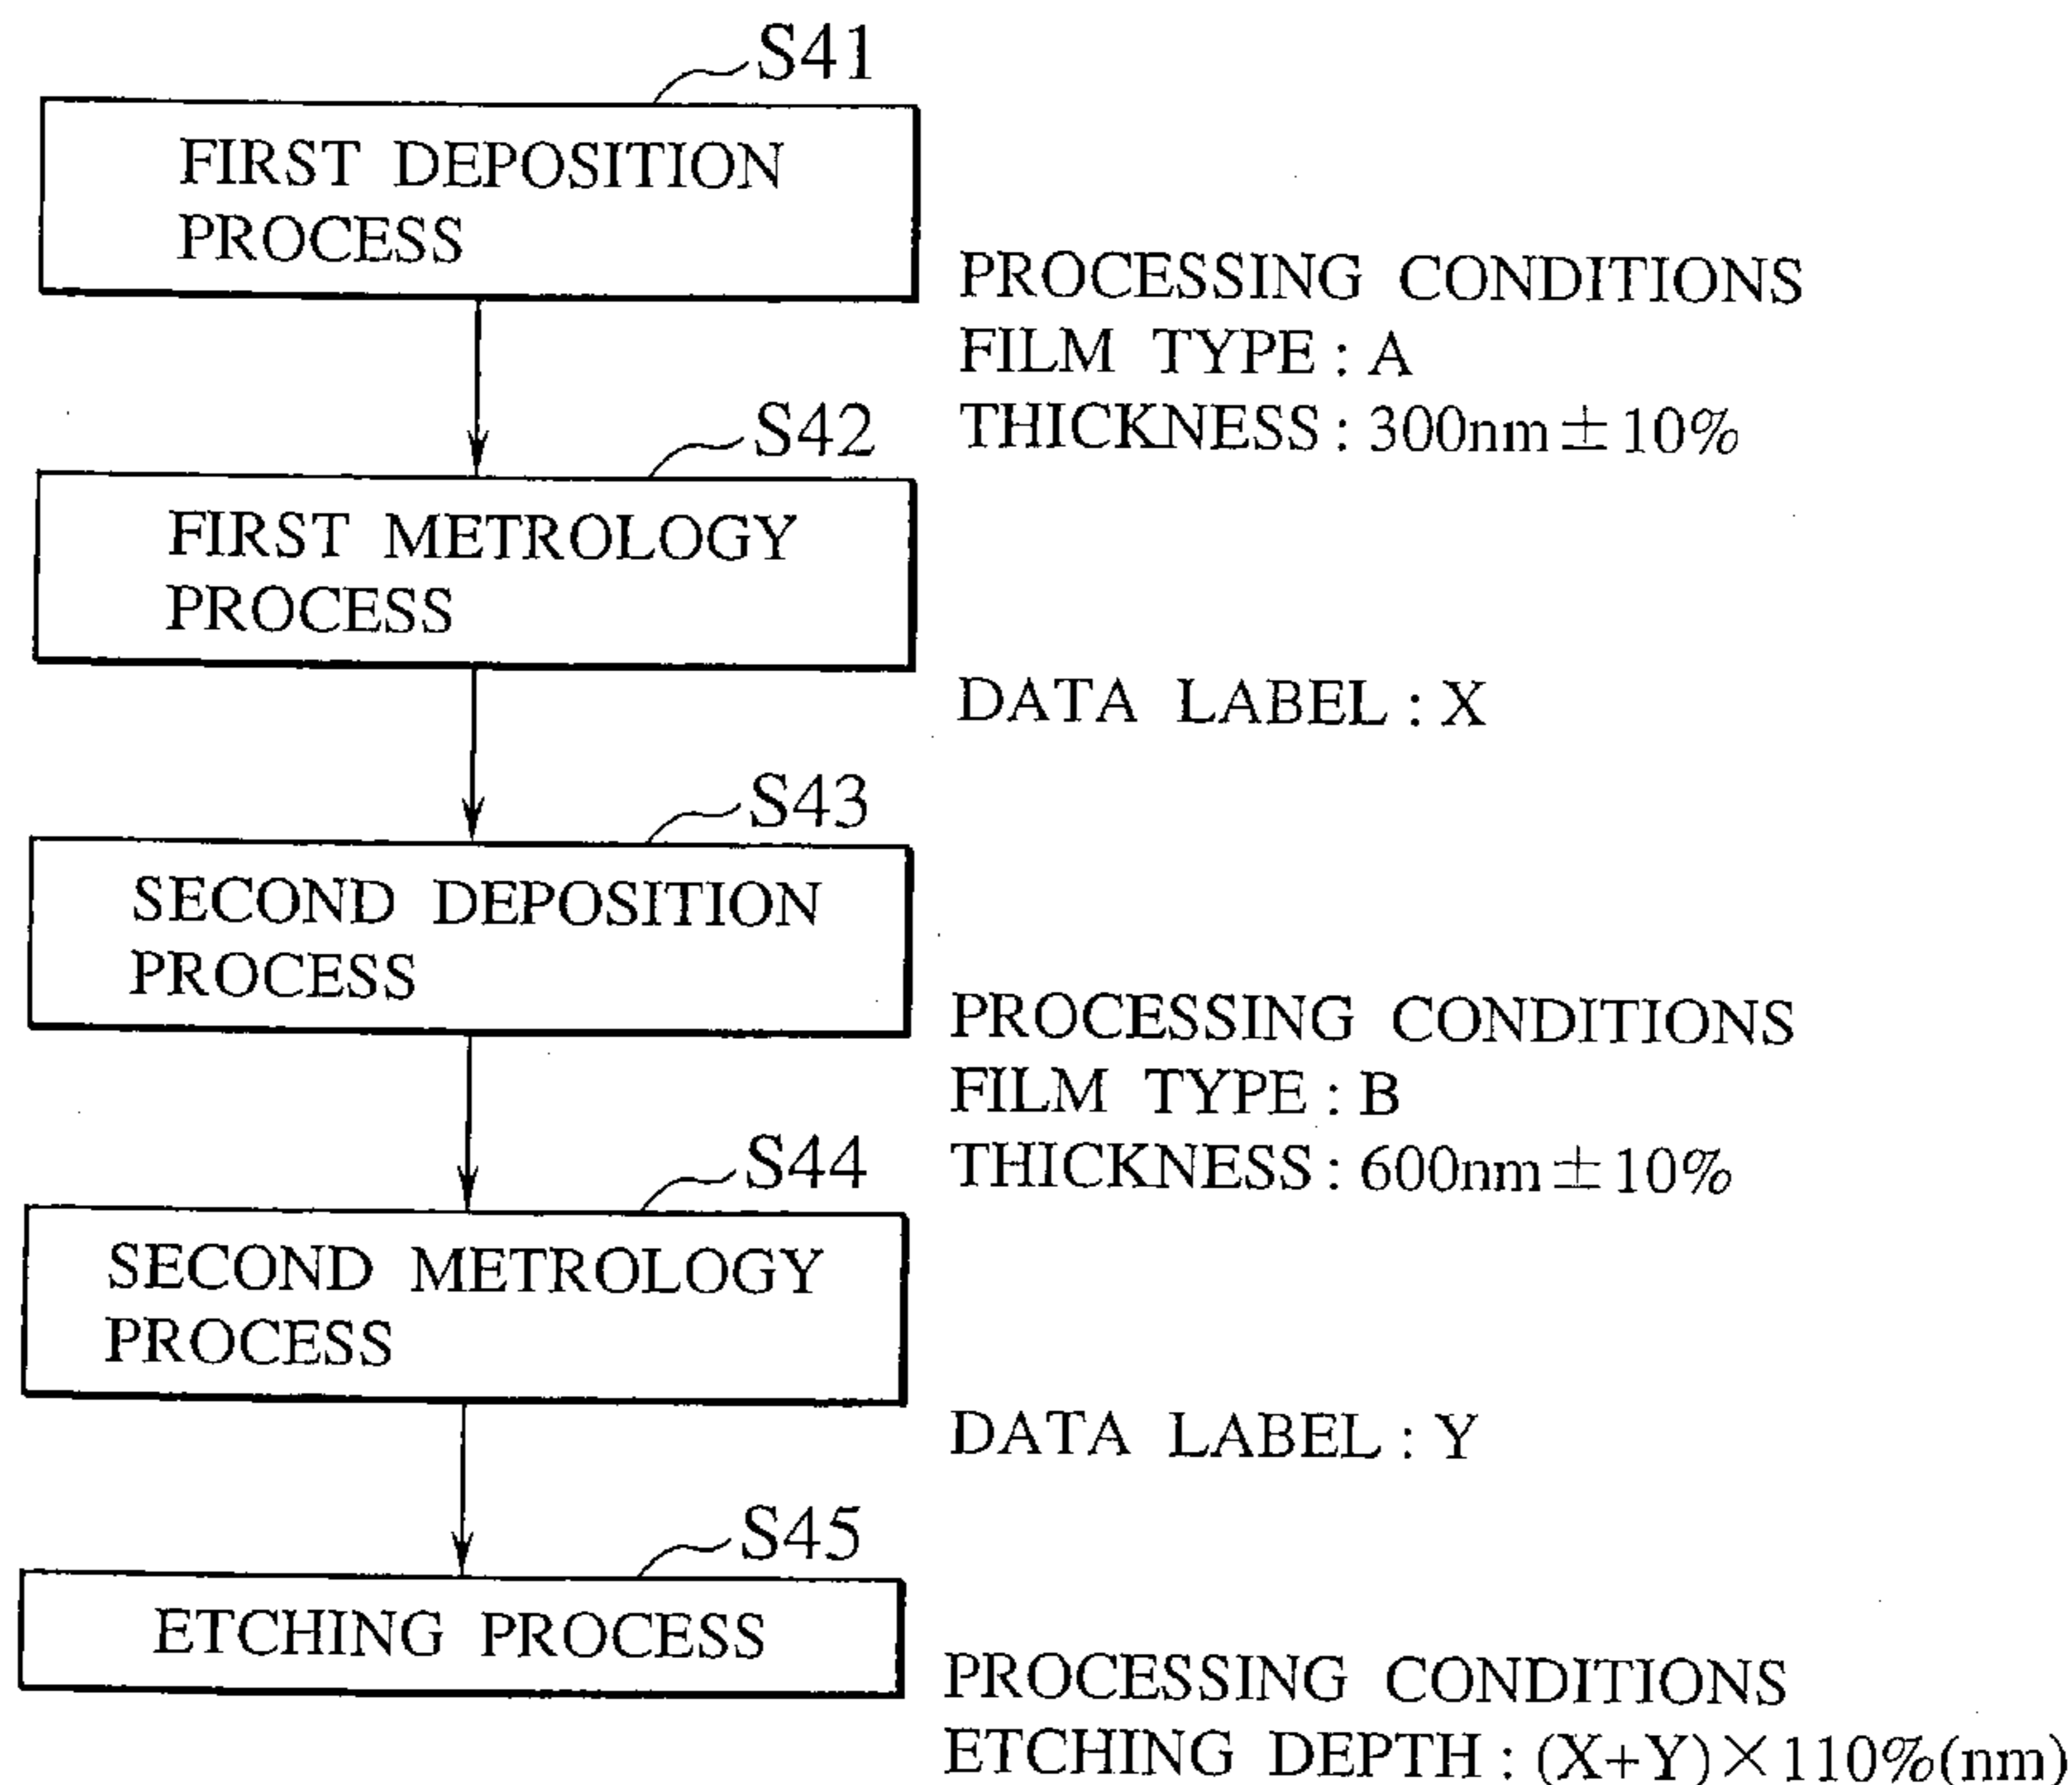 S41
FIRST DEPOSITION
PROCESS
PROCESSING CONDITIONS
FILM TYPE : A
THICKNESS : 300nm ± 10%
S42
FIRST METROLOGY
PROCESS
DATA LABEL : X
S43
SECOND DEPOSITION
PROCESS
PROCESSING CONDITIONS
FILM TYPE : B
THICKNESS : 600nm ± 10%
S44
SECOND METROLOGY
PROCESS
DATA LABEL : Y
S45
ETCHING PROCESS
PROCESSING CONDITIONS
ETCHING DEPTH : (X+Y)×110%(nm)